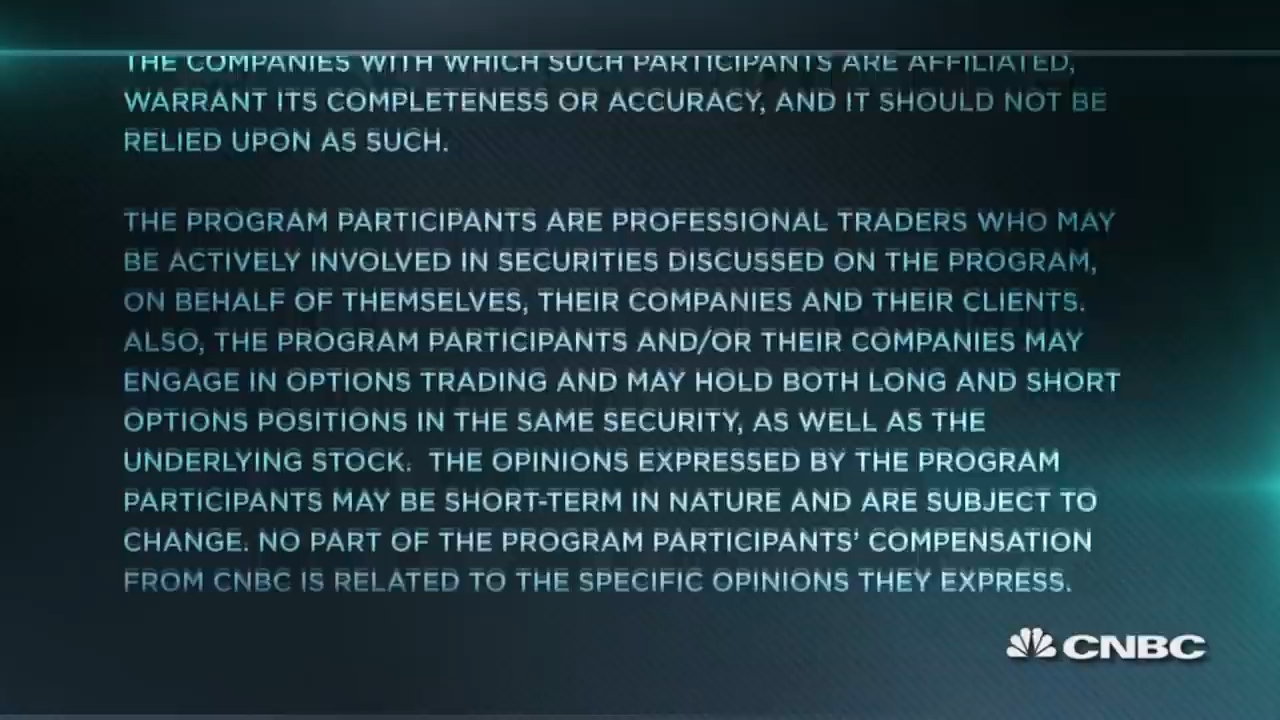 THE COMPANIES WITH WHICH SUCH PARTICIPANTS ARE AFFILIATED,
WARRANT ITS COMPLETENESS OR ACCURACY, AND IT SHOULD NOT BE
RELIED UPON AS SUCH.
THE PROGRAM PARTICIPANTS ARE PROFESSIONAL TRADERS WHO MAY
BE ACTIVELY INVOLVED IN SECURITIES DISCUSSED ON THE PROGRAM,
ON BEHALF OF THEMSELVES, THEIR COMPANIES AND THEIR CLIENTS.
ALSO, THE PROGRAM PARTICIPANTS AND/OR THEIR COMPANIES MAY
ENGAGE IN OPTIONS TRADING AND MAY HOLD BOTH LONG AND SHORT
OPTIONS POSITIONS IN THE SAME SECURITY, AS WELL AS THE
UNDERLYING STOCK.  THE OPINIONS EXPRESSED BY THE PROGRAM
PARTICIPANTS MAY BE SHORT-TERM IN NATURE AND ARE SUBJECT TO
CHANGE. NO PART OF THE PROGRAM PARTICIPANTS' COMPENSATION
FROM CNBC IS RELATED TO THE SPECIFIC OPINIONS THEY EXPRESS.
CNBC